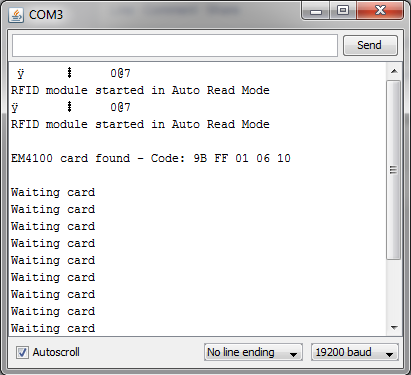 COM3
Send
ÿ 0@7
RFID module started in Auto Read Mode
ÿ 0@7
RFID module started in Auto Read Mode
EM4100 card found - Code: 9B FF 01 06 10
Waiting card
Waiting card
Waiting card
Waiting card
Waiting card
Waiting card
Waiting card
Waiting card
Waiting card
Autoscroll
No line ending
19200 baud